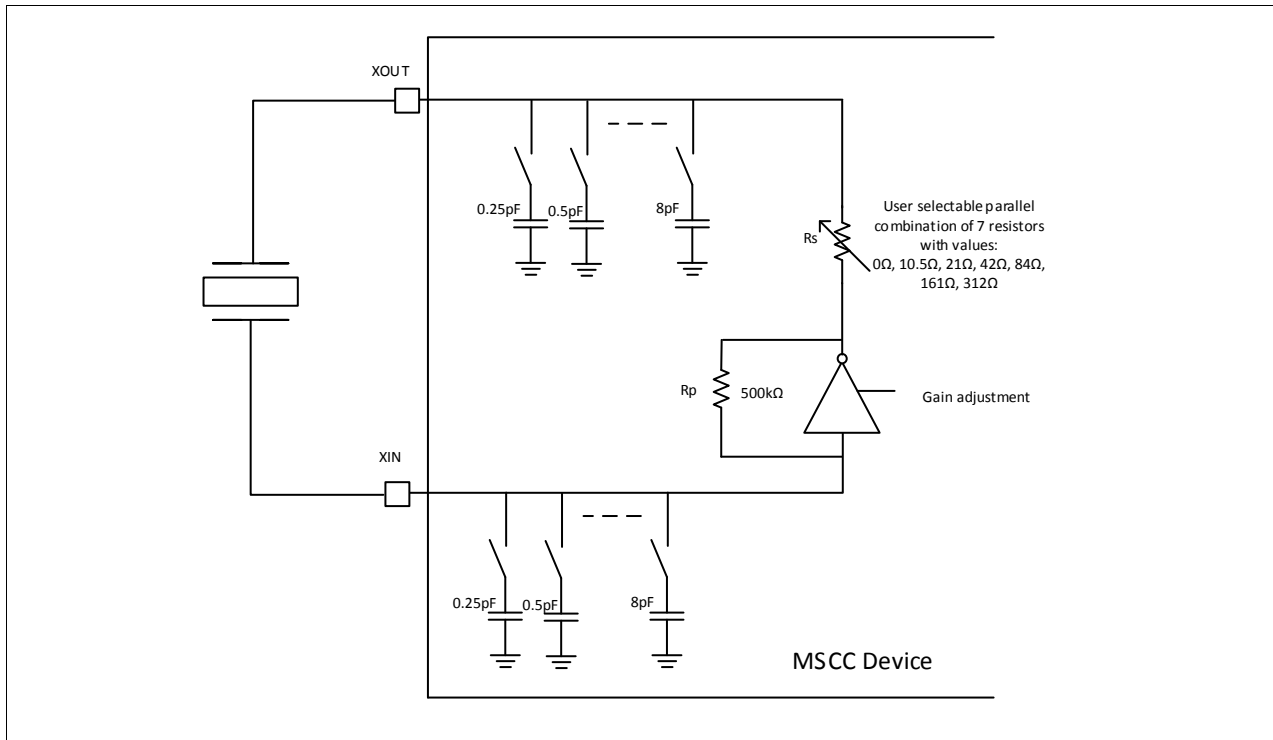 XOUT
0.25pF
0.5pF
8pF
Rs
User selectable parallel
combination of 7 resistors
with values:
0Ω, 10.5Ω, 21Ω, 42Ω, 84Ω,
161Ω, 312Ω
Rp
500kΩ
Gain adjustment
XIN
0.25pF
0.5pF
8pF
MSCC Device